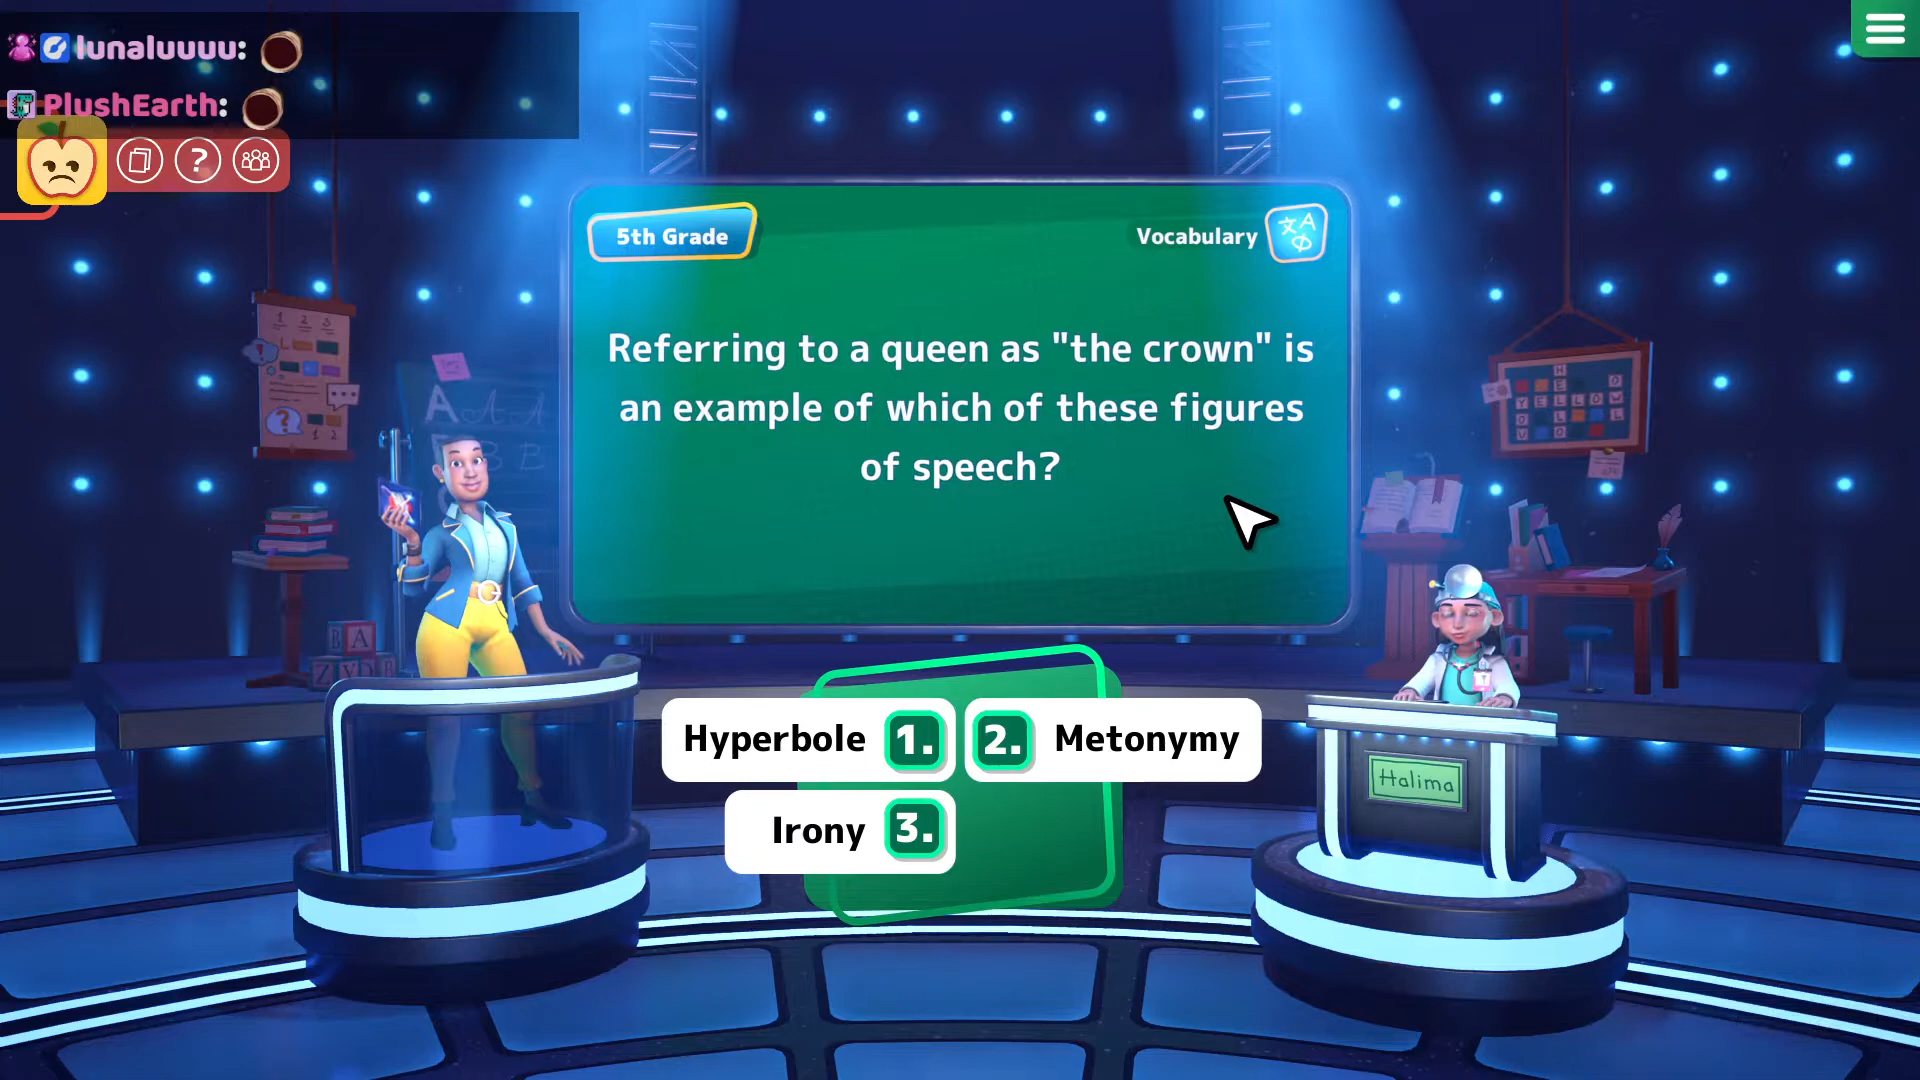 lunaluuuu:
PlushEarth:
?
5th Grade
Vocabulary
Referring to a queen as "the crown" is
an example of which of these figures
of speech?
Hyperbole 1.
2. Metonymy
Irony 3.
Halima